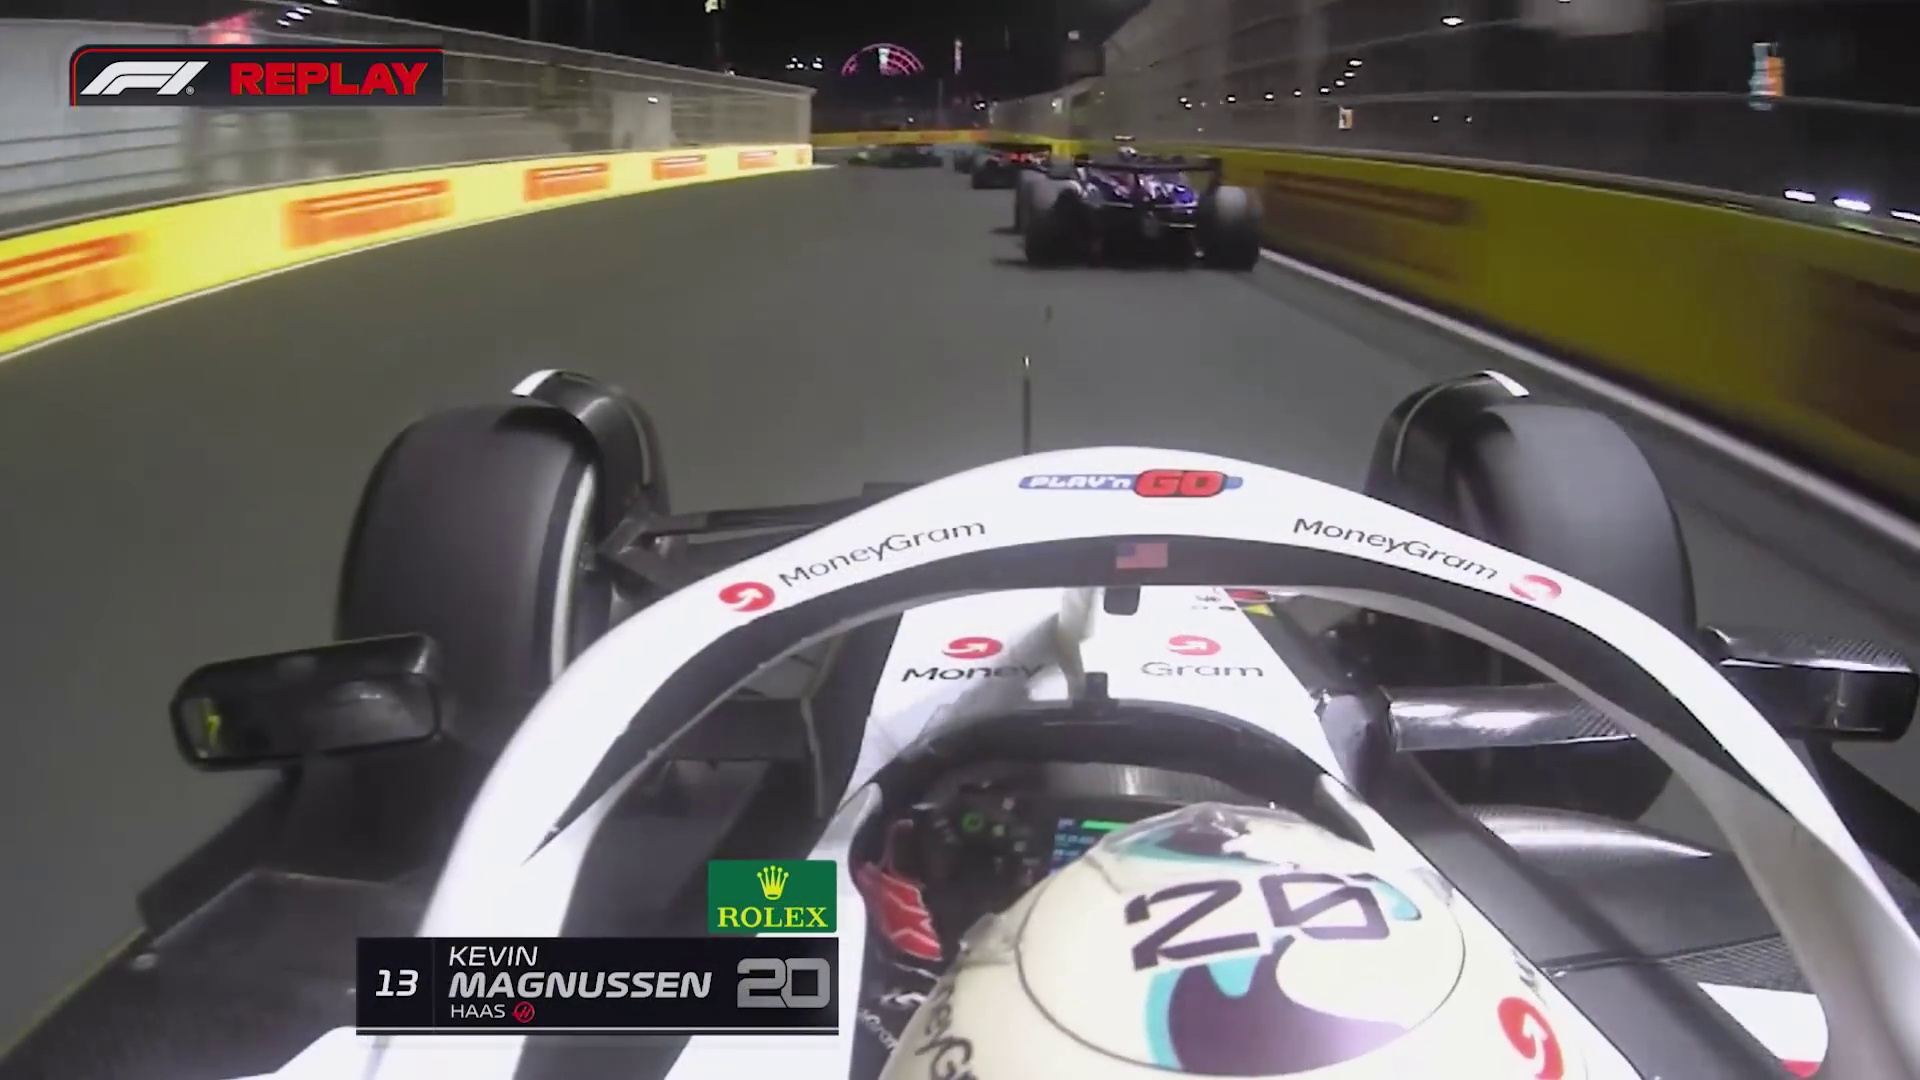 F1 REPLAY
PLAY'n GO
MoneyGram MoneyGram
Money Gram
20
ROLEX
KEVIN
13 MAGNUSSEN 20
HAAS